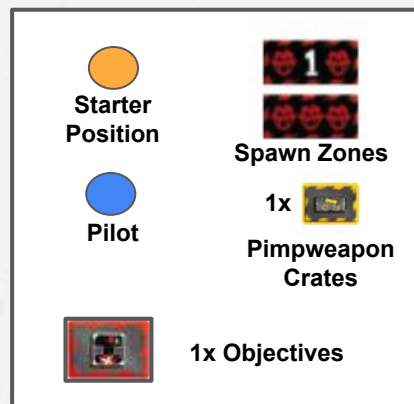 Starter
Position
1
Spawn Zones
Pilot
1x
Pimpweapon
Crates
1x Objectives